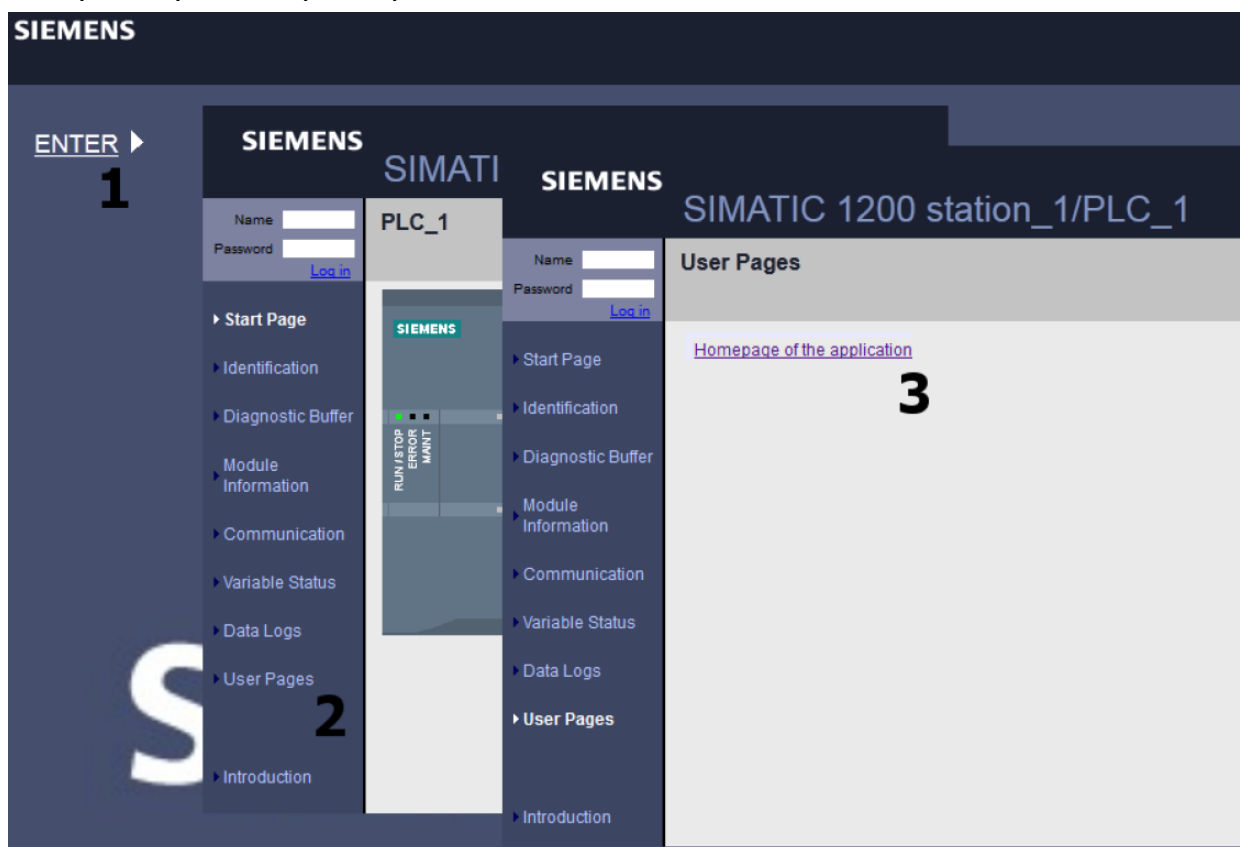 SIEMENS
ENTER
1
SIEMENS
SIMATI
Name
Password
Log in
PLC_1
Start Page
Identification
Diagnostic Buffer
Module
Information
Communication
Variable Status
Data Logs
User Pages
2
Introduction
SIEMENS
RUN / STOP
ERROR
MAINT
S
SIEMENS
SIMATIC 1200 station_1/PLC_1
Name
Password
Log in
User Pages
Start Page
Identification
Diagnostic Buffer
Module
Information
Communication
Variable Status
Data Logs
User Pages
Introduction
Homepage of the application
3